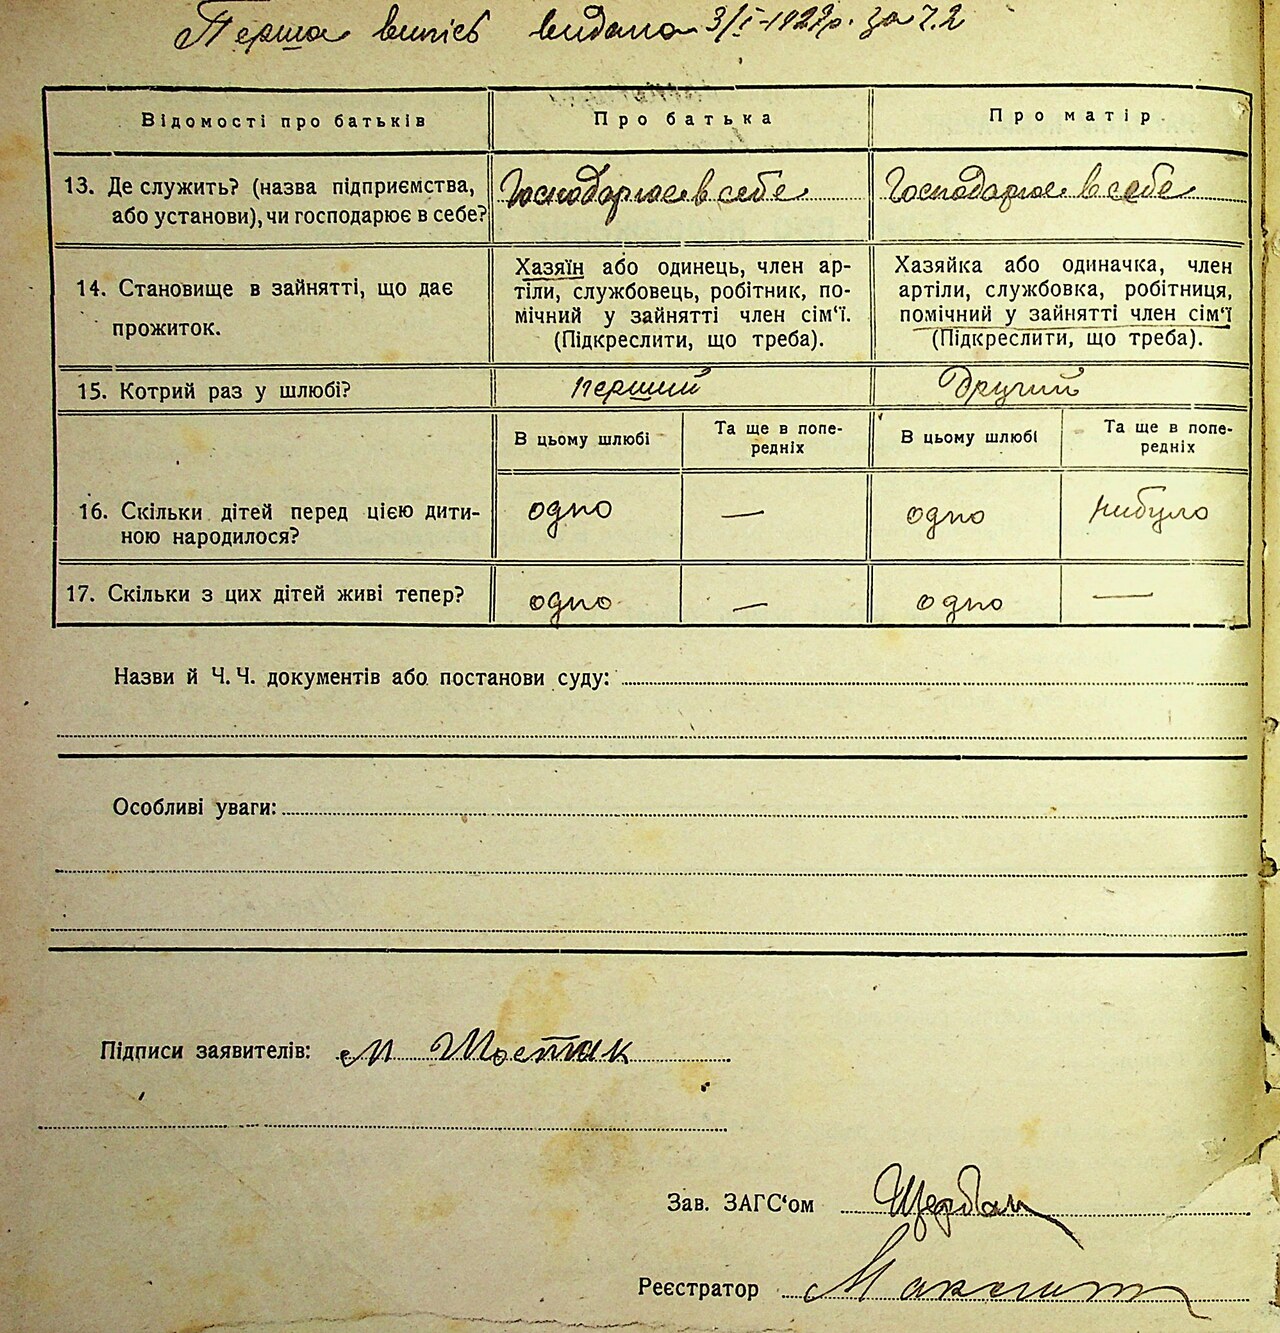 Перша випись видана 3/I-1927р. за ч. 2
Відомості про батьків
Про батька
Про матір
13. Де служить? (назва підприємства,
або установи), чи господарює в себе?
Господарює в себе
Господарює в себе
14. Становище в зайнятті, що дає
прожиток.
Хазяїн або одинець, член ар-
тіли, службовець, робітник, по-
мічний у зайнятті член сім‘ї.
(Підкреслити, що треба).
Хазяйка або одиначка, член
артіли, службовка, робітниця,
помічний у зайнятті член сім‘ї
(Підкреслити, що треба).
15. Котрий раз у шлюбі?
перший
Другий
В цьому шлюбі
Та ще в попе-
редніх
В цьому шлюбі
Та ще в попе-
редніх
16. Скільки дітей перед цією дити-
ною народилося?
одно
—
одно
нибуло
17. Скільки з цих дітей живі тепер?
одно
—
одно
—
Назви й Ч. Ч. документів або постанови суду:
Особливі уваги:
Підписи заявителів: М Шостак
Зав. ЗАГС‘ом Щербак
Реєстратор